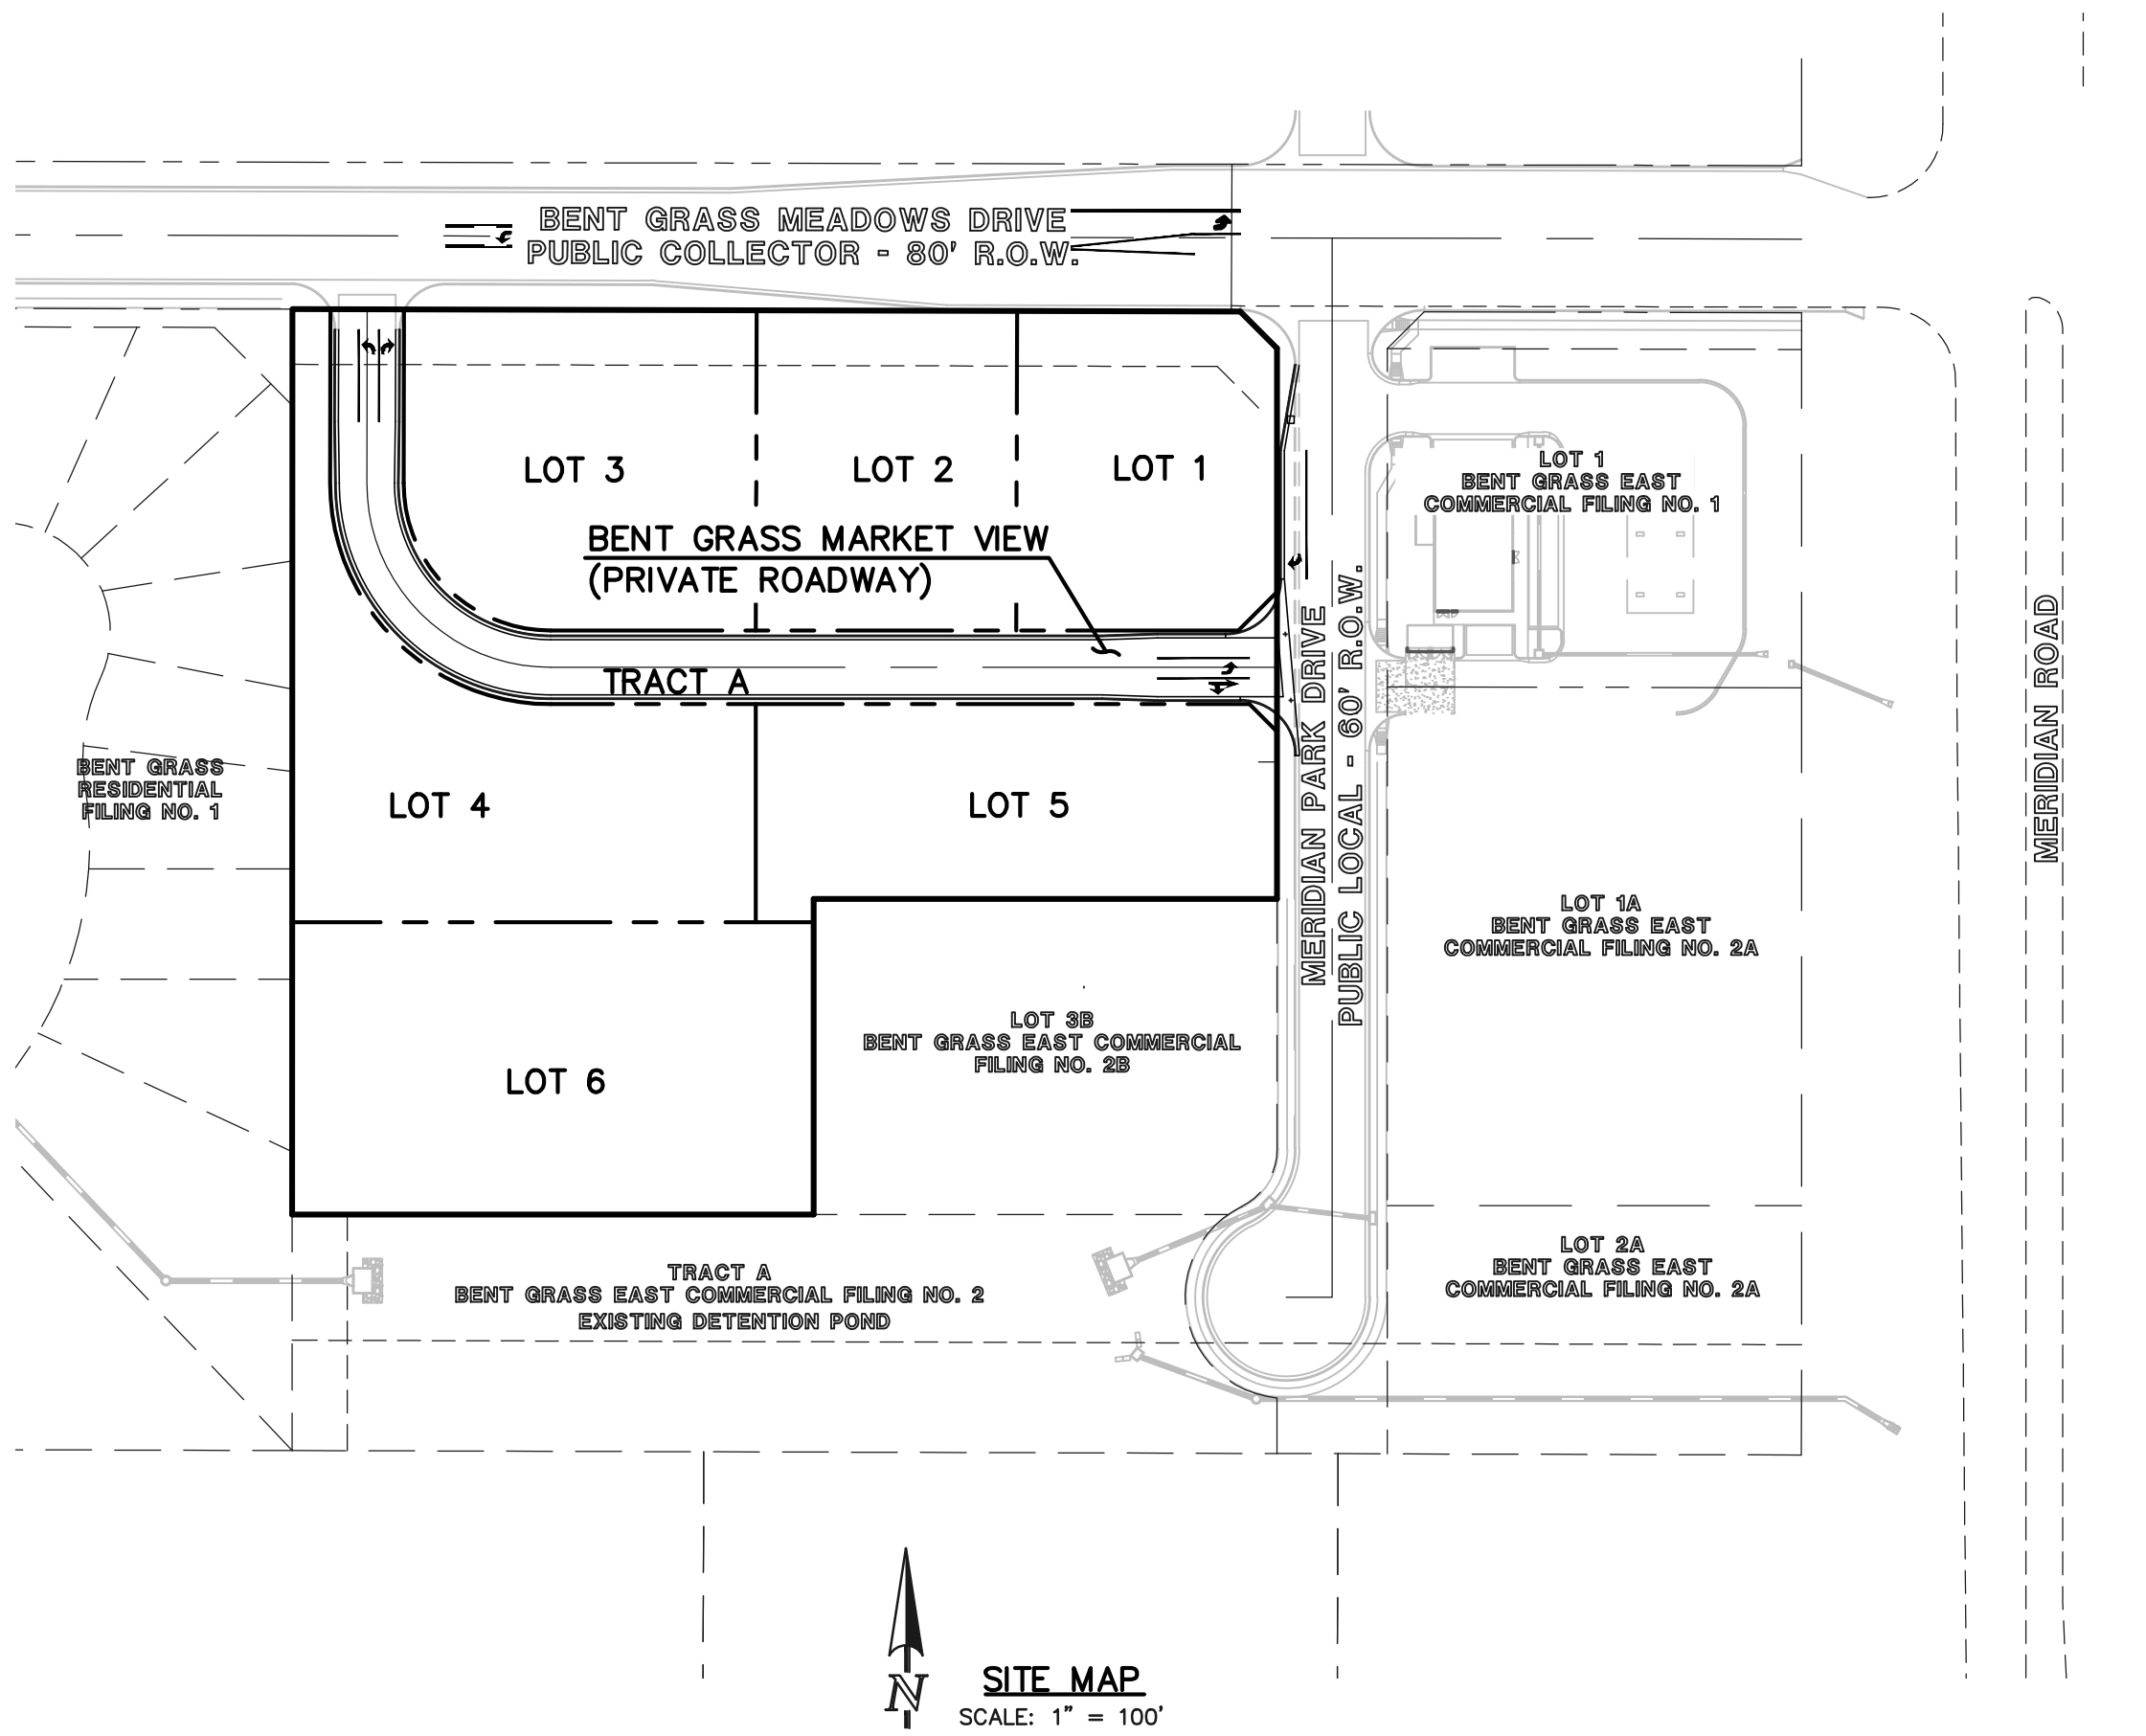 BENT GRASS MEADOWS DRIVE
PUBLIC COLLECTOR - 80' R.O.W.
LOT 3
LOT 2
LOT 1
LOT 1
BENT GRASS EAST
COMMERCIAL FILING NO. 1
BENT GRASS MARKET VIEW
(PRIVATE ROADWAY)
TRACT A
MERIDIAN PARK DRIVE
PUBLIC LOCAL - 60' R.O.W.
MERIDIAN ROAD
BENT GRASS
RESIDENTIAL
FILING NO. 1
LOT 4
LOT 5
LOT 1A
BENT GRASS EAST
COMMERCIAL FILING NO. 2A
LOT 3B
BENT GRASS EAST COMMERCIAL
FILING NO. 2B
LOT 6
LOT 2A
BENT GRASS EAST
COMMERCIAL FILING NO. 2A
TRACT A
BENT GRASS EAST COMMERCIAL FILING NO. 2
EXISTING DETENTION POND
N
SITE MAP
SCALE: 1" = 100'